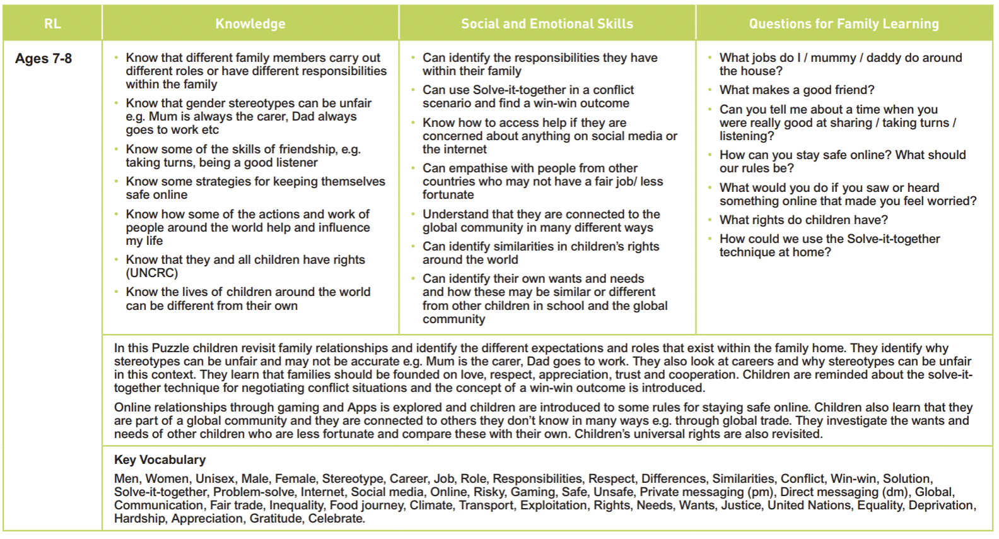 RL
Knowledge
Social and Emotional Skills
Questions for Family Learning
Ages 7-8
• Know that different family members carry out
different roles or have different responsibilities
within the family
• Know that gender stereotypes can be unfair
e.g. Mum is always the carer, Dad always
goes to work etc
• Know some of the skills of friendship, e.g.
taking turns, being a good listener
• Know some strategies for keeping themselves
safe online
• Know how some of the actions and work of
people around the world help and influence
my life
• Know that they and all children have rights
(UNCRC)
• Know the lives of children around the world
can be different from their own
• Can identify the responsibilities they have
within their family
• Can use Solve-it-together in a conflict
scenario and find a win-win outcome
• Know how to access help if they are
concerned about anything on social media or
the internet
• Can empathise with people from other
countries who may not have a fair job/ less
fortunate
• Understand that they are connected to the
global community in many different ways
• Can identify similarities in children’s rights
around the world
• Can identify their own wants and needs
and how these may be similar or different
from other children in school and the global
community
• What jobs do I / mummy / daddy do around
the house?
• What makes a good friend?
• Can you tell me about a time when you
were really good at sharing / taking turns /
listening?
• How can you stay safe online? What should
our rules be?
• What would you do if you saw or heard
something online that made you feel worried?
• What rights do children have?
• How could we use the Solve-it-together
technique at home?
In this Puzzle children revisit family relationships and identify the different expectations and roles that exist within the family home. They identify why
stereotypes can be unfair and may not be accurate e.g. Mum is the carer, Dad goes to work. They also look at careers and why stereotypes can be unfair
in this context. They learn that families should be founded on love, respect, appreciation, trust and cooperation. Children are reminded about the solve-it-
together technique for negotiating conflict situations and the concept of a win-win outcome is introduced.
Online relationships through gaming and Apps is explored and children are introduced to some rules for staying safe online. Children also learn that they
are part of a global community and they are connected to others they don’t know in many ways e.g. through global trade. They investigate the wants and
needs of other children who are less fortunate and compare these with their own. Children’s universal rights are also revisited.
Key Vocabulary
Men, Women, Unisex, Male, Female, Stereotype, Career, Job, Role, Responsibilities, Respect, Differences, Similarities, Conflict, Win-win, Solution,
Solve-it-together, Problem-solve, Internet, Social media, Online, Risky, Gaming, Safe, Unsafe, Private messaging (pm), Direct messaging (dm), Global,
Communication, Fair trade, Inequality, Food journey, Climate, Transport, Exploitation, Rights, Needs, Wants, Justice, United Nations, Equality, Deprivation,
Hardship, Appreciation, Gratitude, Celebrate.